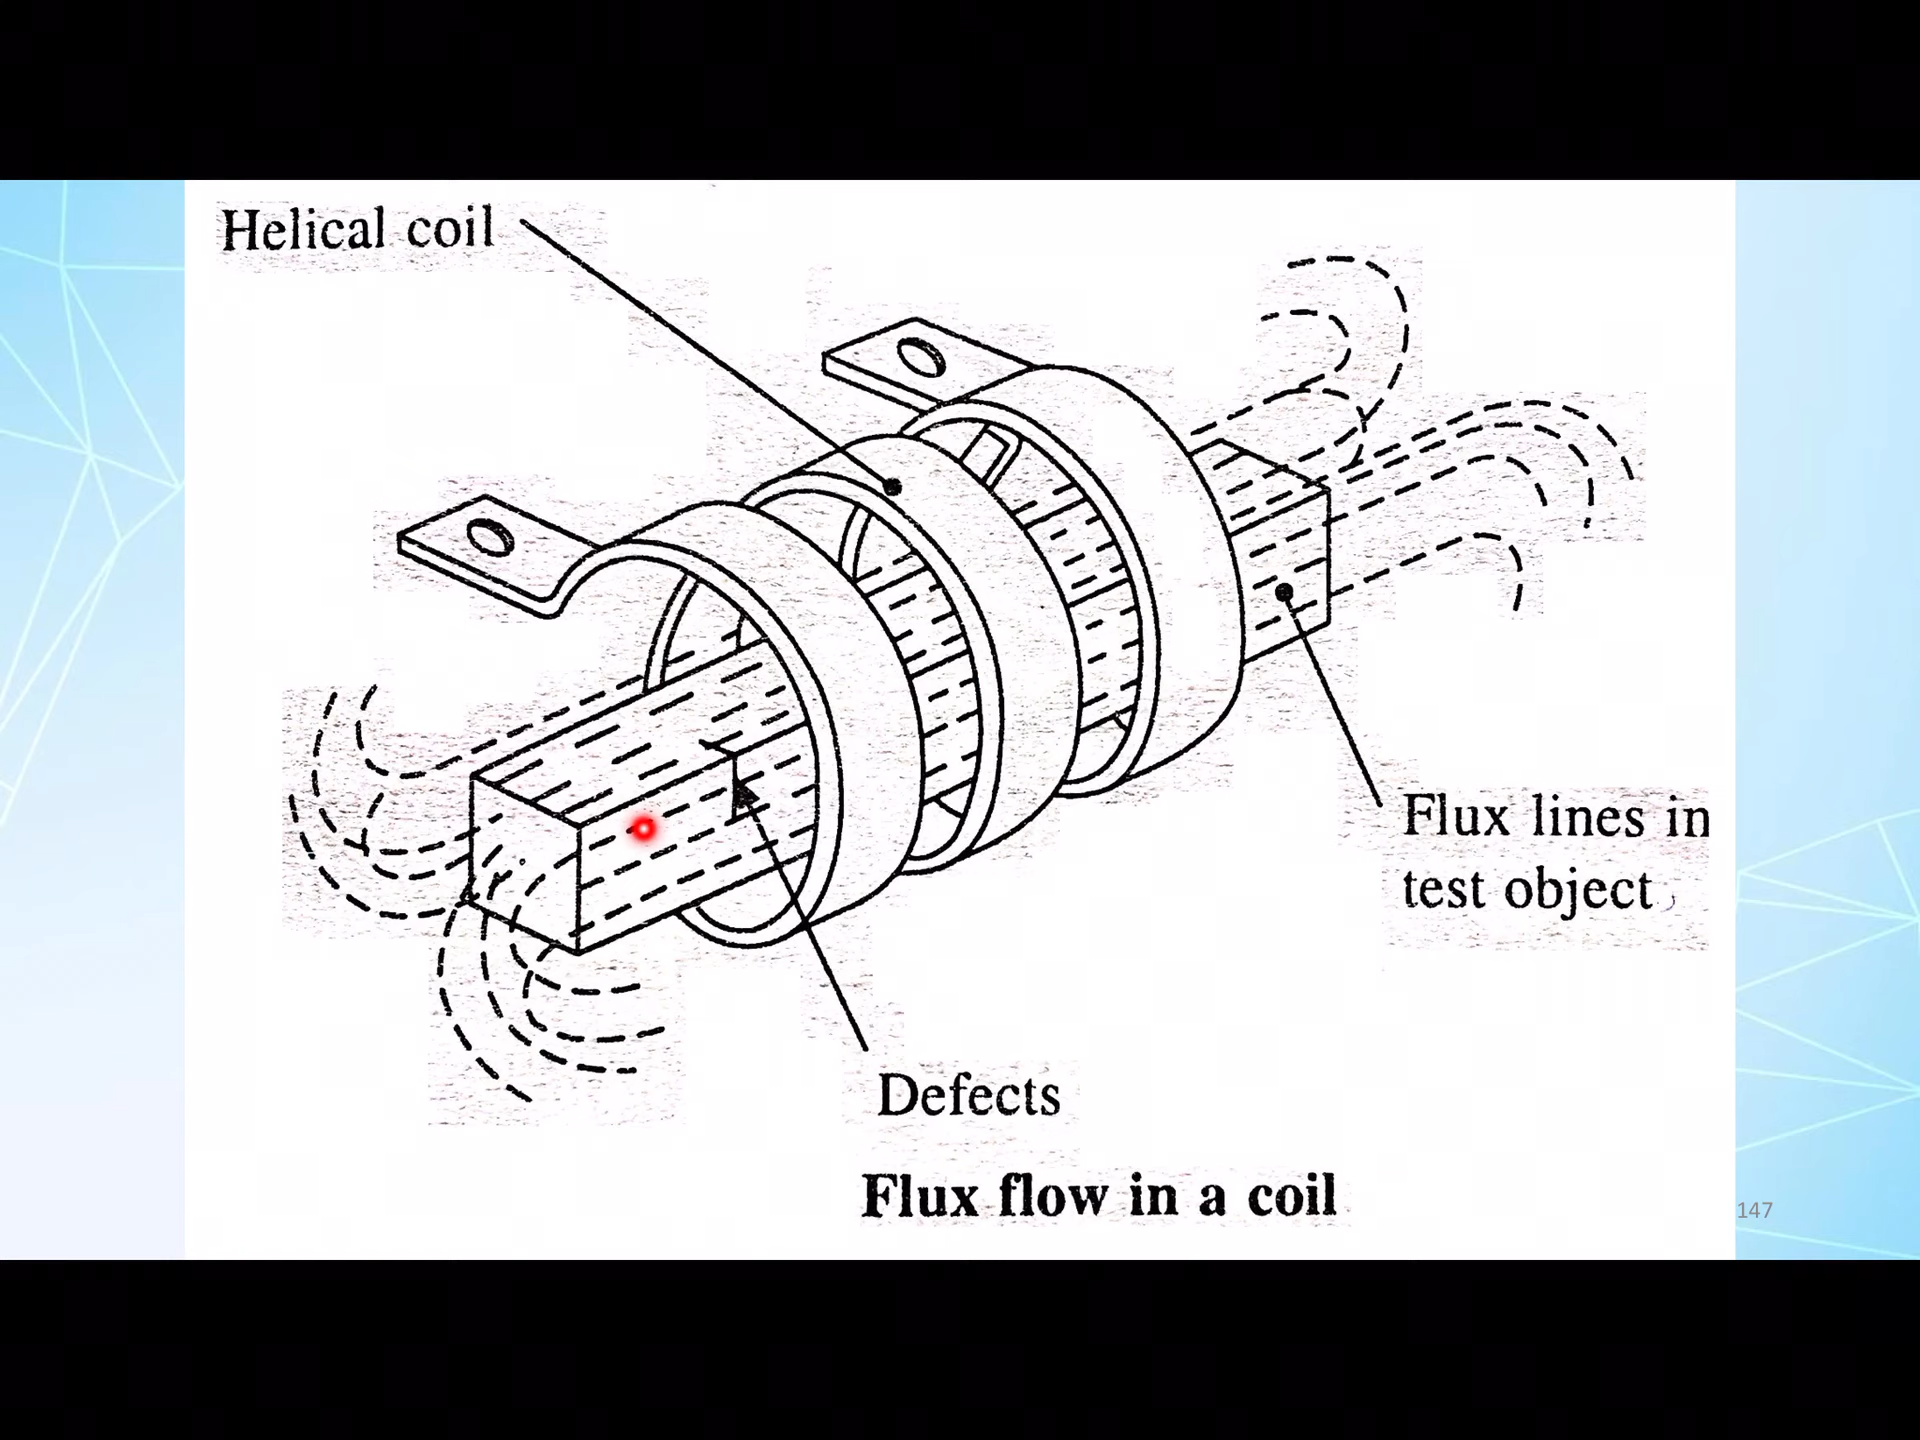 Helical coil
Flux lines in
test object
Defects
Flux flow in a coil
147